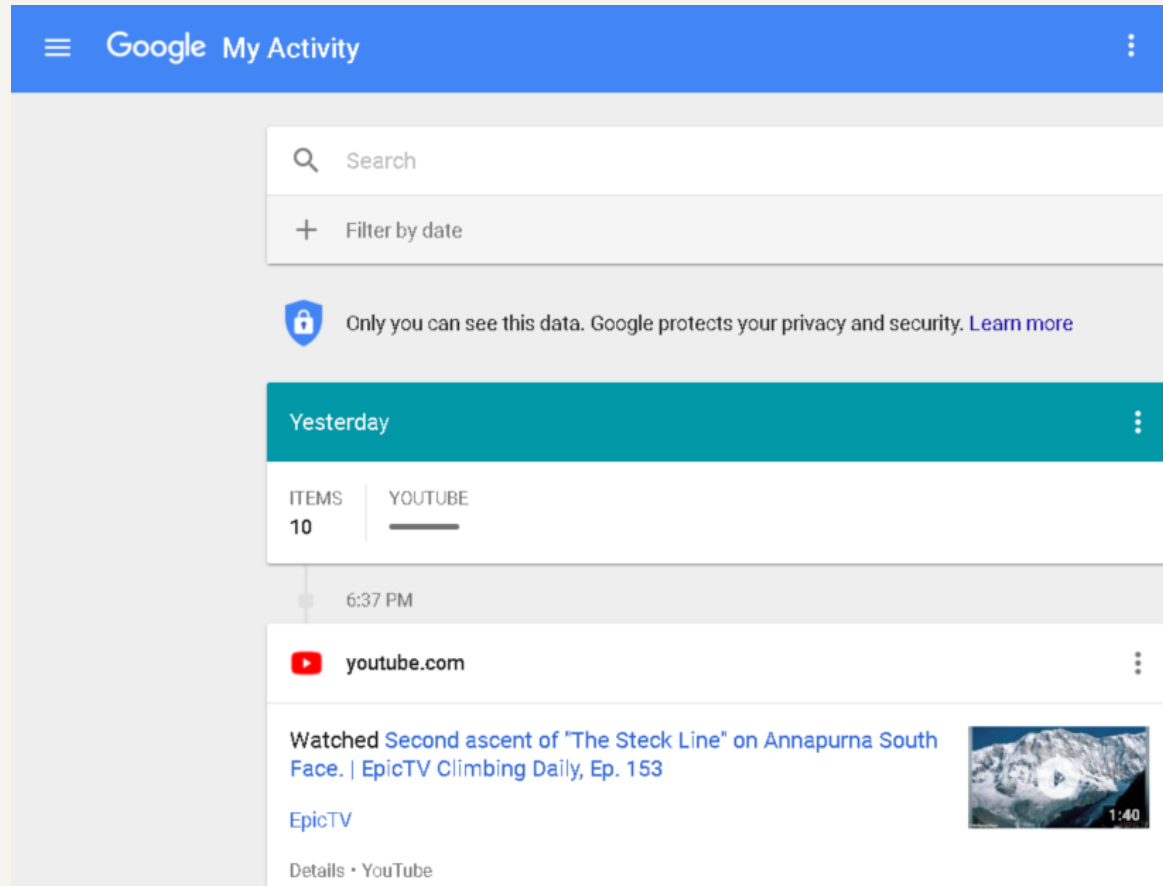 Google My Activity
Search
Filter by date
Only you can see this data. Google protects your privacy and security. Learn more
Yesterday
ITEMS YOUTUBE
10
6:37 PM
youtube.com
Watched Second ascent of "The Steck Line" on Annapurna South
Face. | EpicTV Climbing Daily, Ep. 153
1:40
EpicTV
Details • YouTube